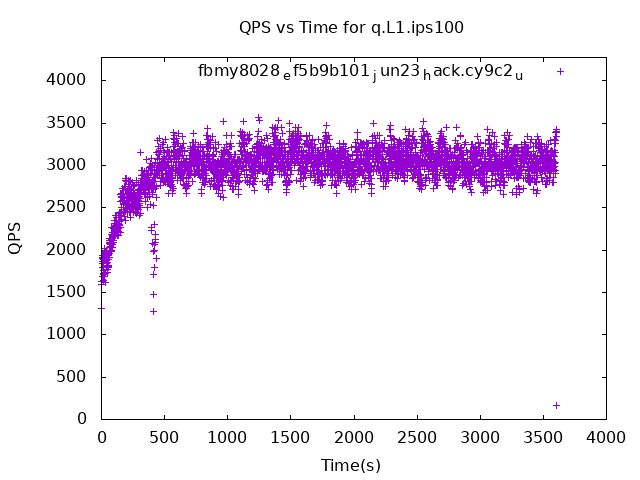 QPS vs Time for q.L1.ips100
fbmy8028ₑf5b9b101ⱼun23ₕack.cy9c2ᵤ
4000
3500
3000
2500
2000
1500
1000
500
0
QPS
0 500 1000 1500 2000 2500 3000 3500 4000
Time(s)